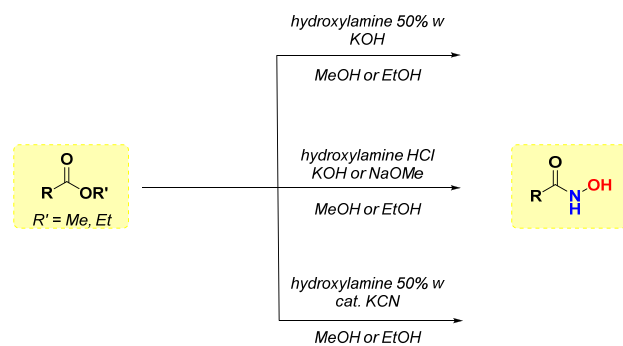 hydroxylamine 50% w
KOH
MeOH or EtOH
O
R
OR'
R' = Me, Et
hydroxylamine HCl
KOH or NaOMe
MeOH or EtOH
O
R
N
H
OH
hydroxylamine 50% w
cat. KCN
MeOH or EtOH